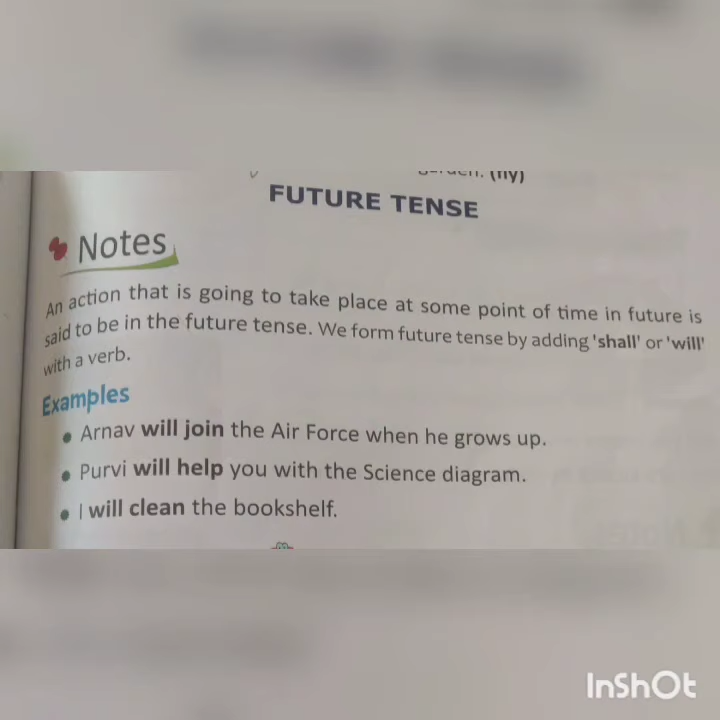 (fly)
FUTURE TENSE
Notes
An action that is going to take place at some point of time in future is
said to be in the future tense. We form future tense by adding 'shall' or 'will'
with a verb.
Examples
• Arnav will join the Air Force when he grows up.
• Purvi will help you with the Science diagram.
• I will clean the bookshelf.
InShOt